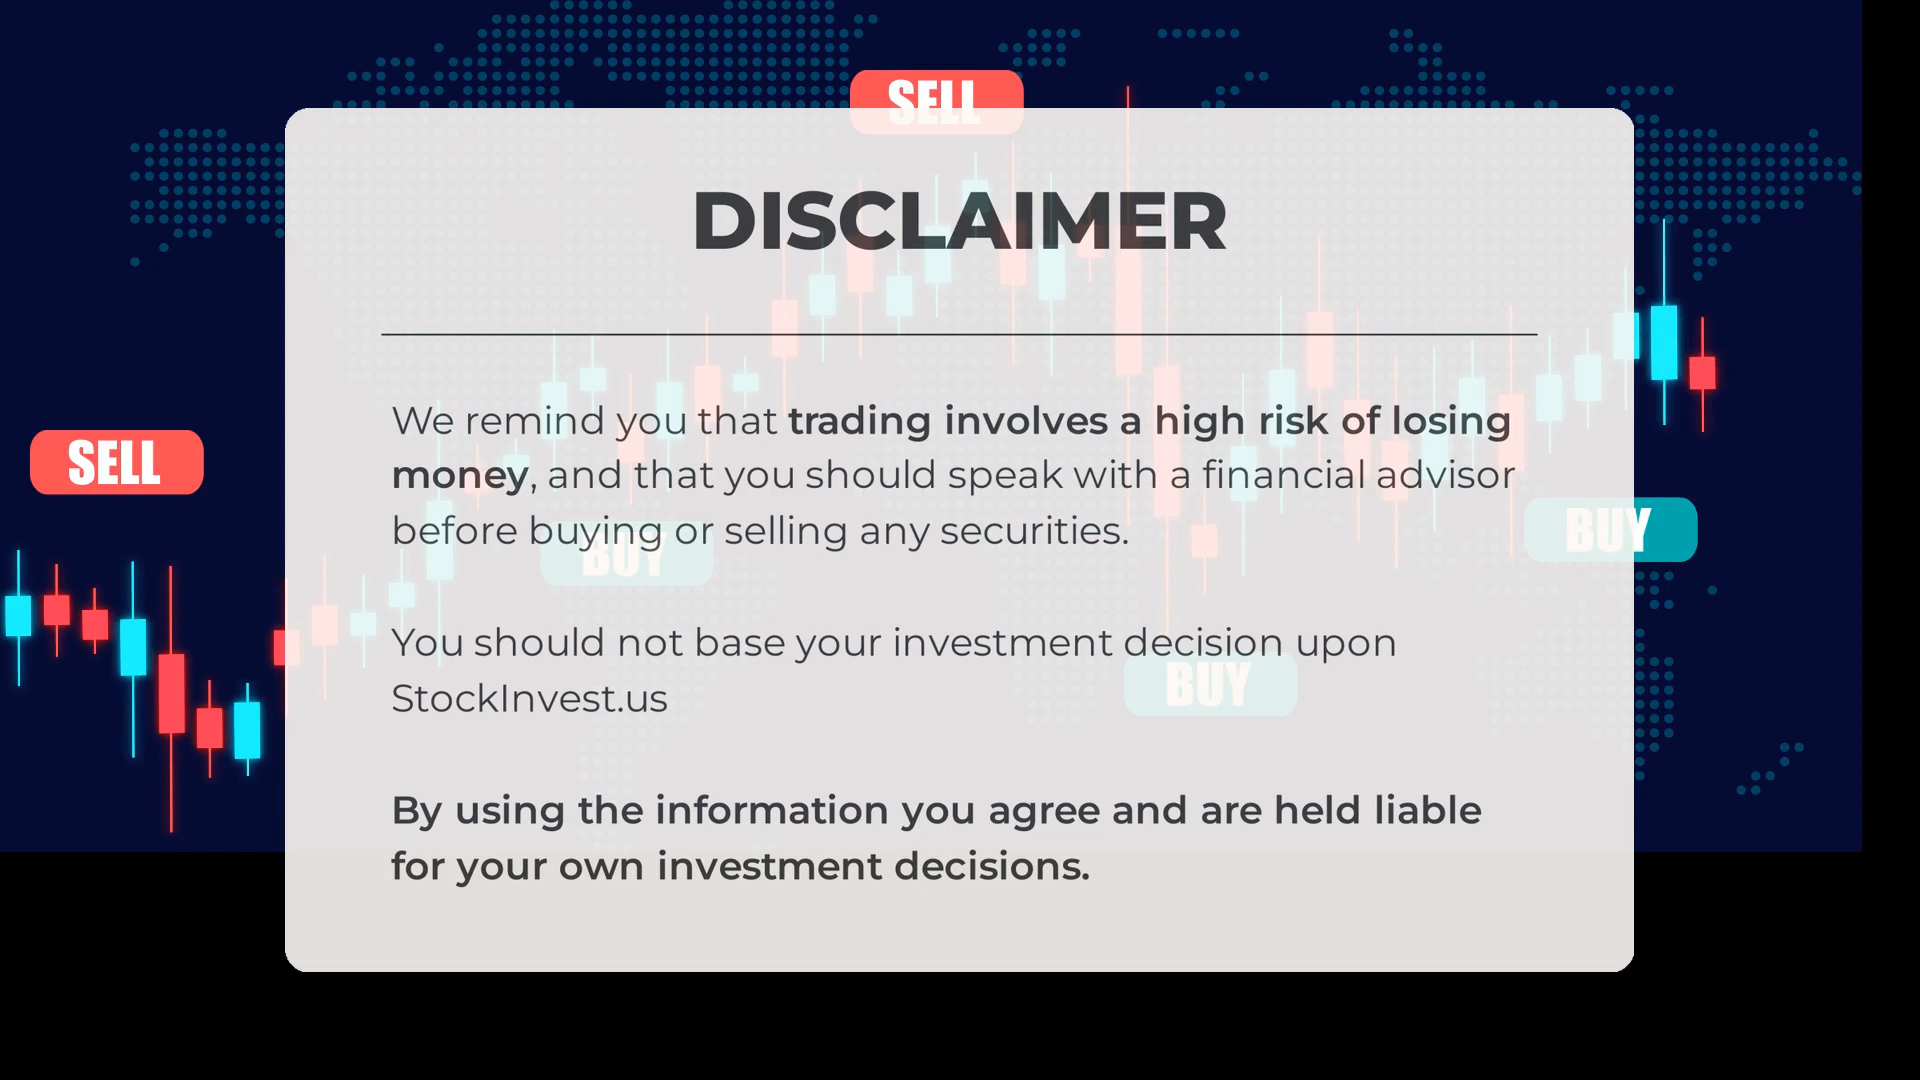 SELL
DISCLAIMER
We remind you that trading involves a high risk of losing
money, and that you should speak with a financial advisor
before buying or selling any securities.
SELL
BUY
BUY
You should not base your investment decision upon
StockInvest.us
BUY
By using the information you agree and are held liable
for your own investment decisions.